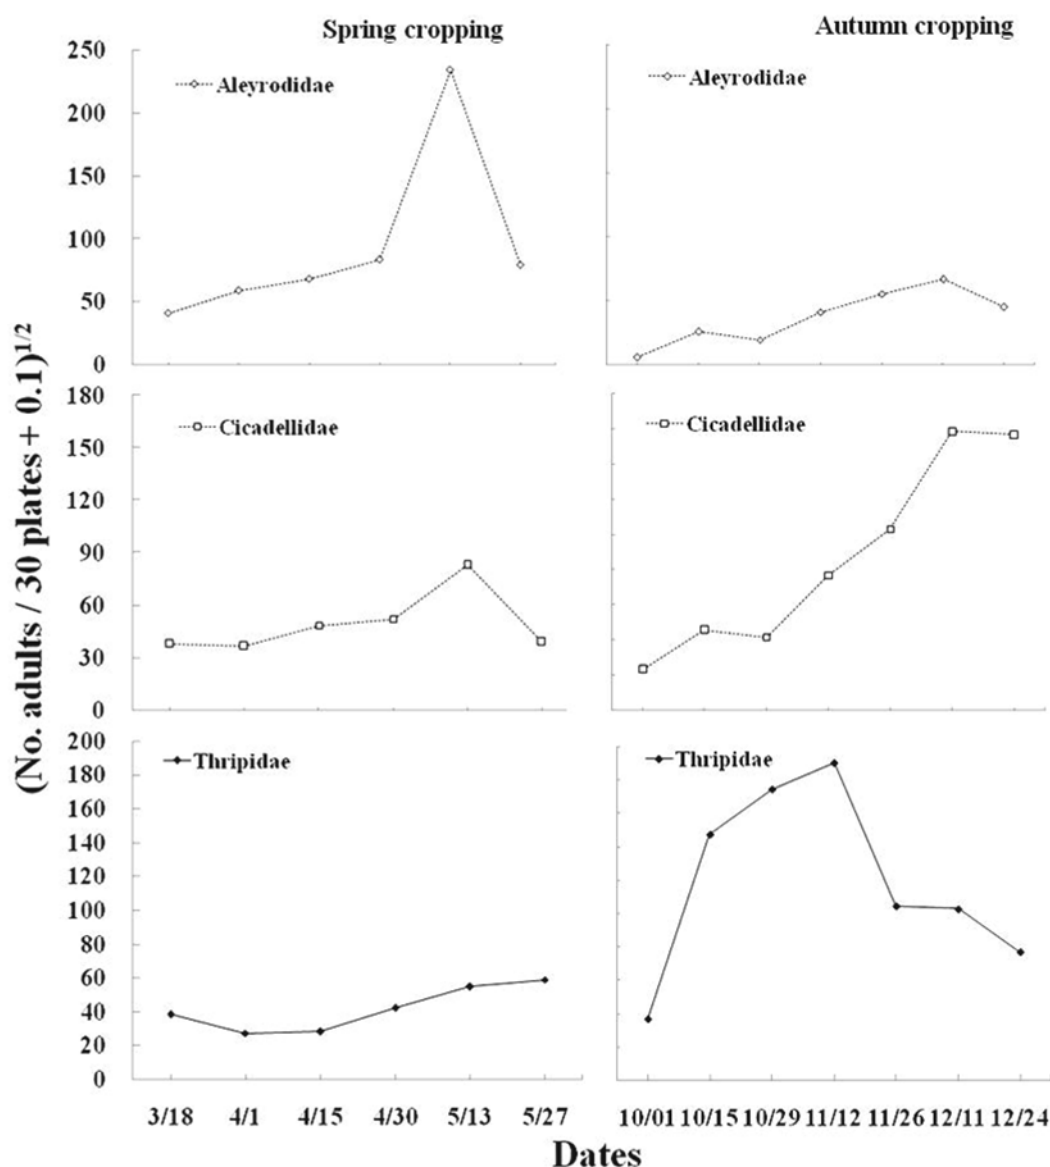 Spring cropping
Autumn cropping
250
200
150
100
50
0
Aleyrodidae
Aleyrodidae
180
150
120
90
60
30
0
Cicadellidae
Cicadellidae
200
180
160
140
120
100
80
60
40
20
0
Thripidae
Thripidae
(No. adults / 30 plates + 0.1)1/2
3/18 4/1 4/15 4/30 5/13 5/27
10/01 10/15 10/29 11/12 11/26 12/11 12/24
Dates